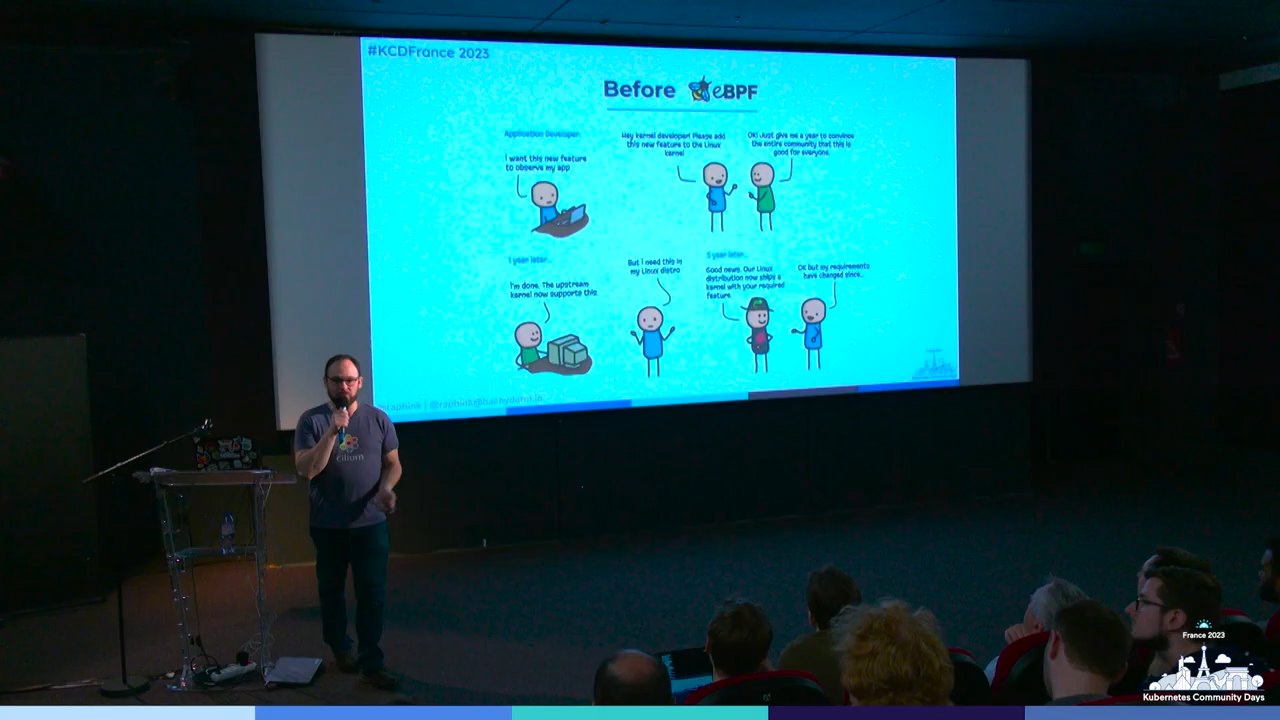 #KCDFrance 2023
Before eBPF
Application Developer:
I want this new feature
to observe my app
Hey kernel developer! Please add
this new feature to the Linux
kernel
OK! Just give me a year to convince
the entire community that this is
good for everyone.
1 year later...
I'm done. The upstream
kernel now supports this.
But I need this in
my Linux distro
5 year later...
Good news. Our Linux
distribution now ships a
kernel with your required
feature
OK but my requirements
have changed since...
@raphink | @raphink@hachyderm.io
cilium
France 2023
Kubernetes Community Days